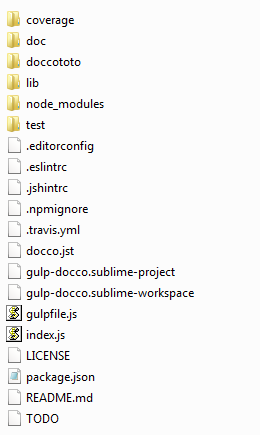 coverage
doc
doccototo
lib
node_modules
test
.editorconfig
.eslintrc
.jshintrc
.npmignore
.travis.yml
docco.jst
gulp-docco.sublime-project
gulp-docco.sublime-workspace
gulpfile.js
index.js
LICENSE
package.json
README.md
TODO